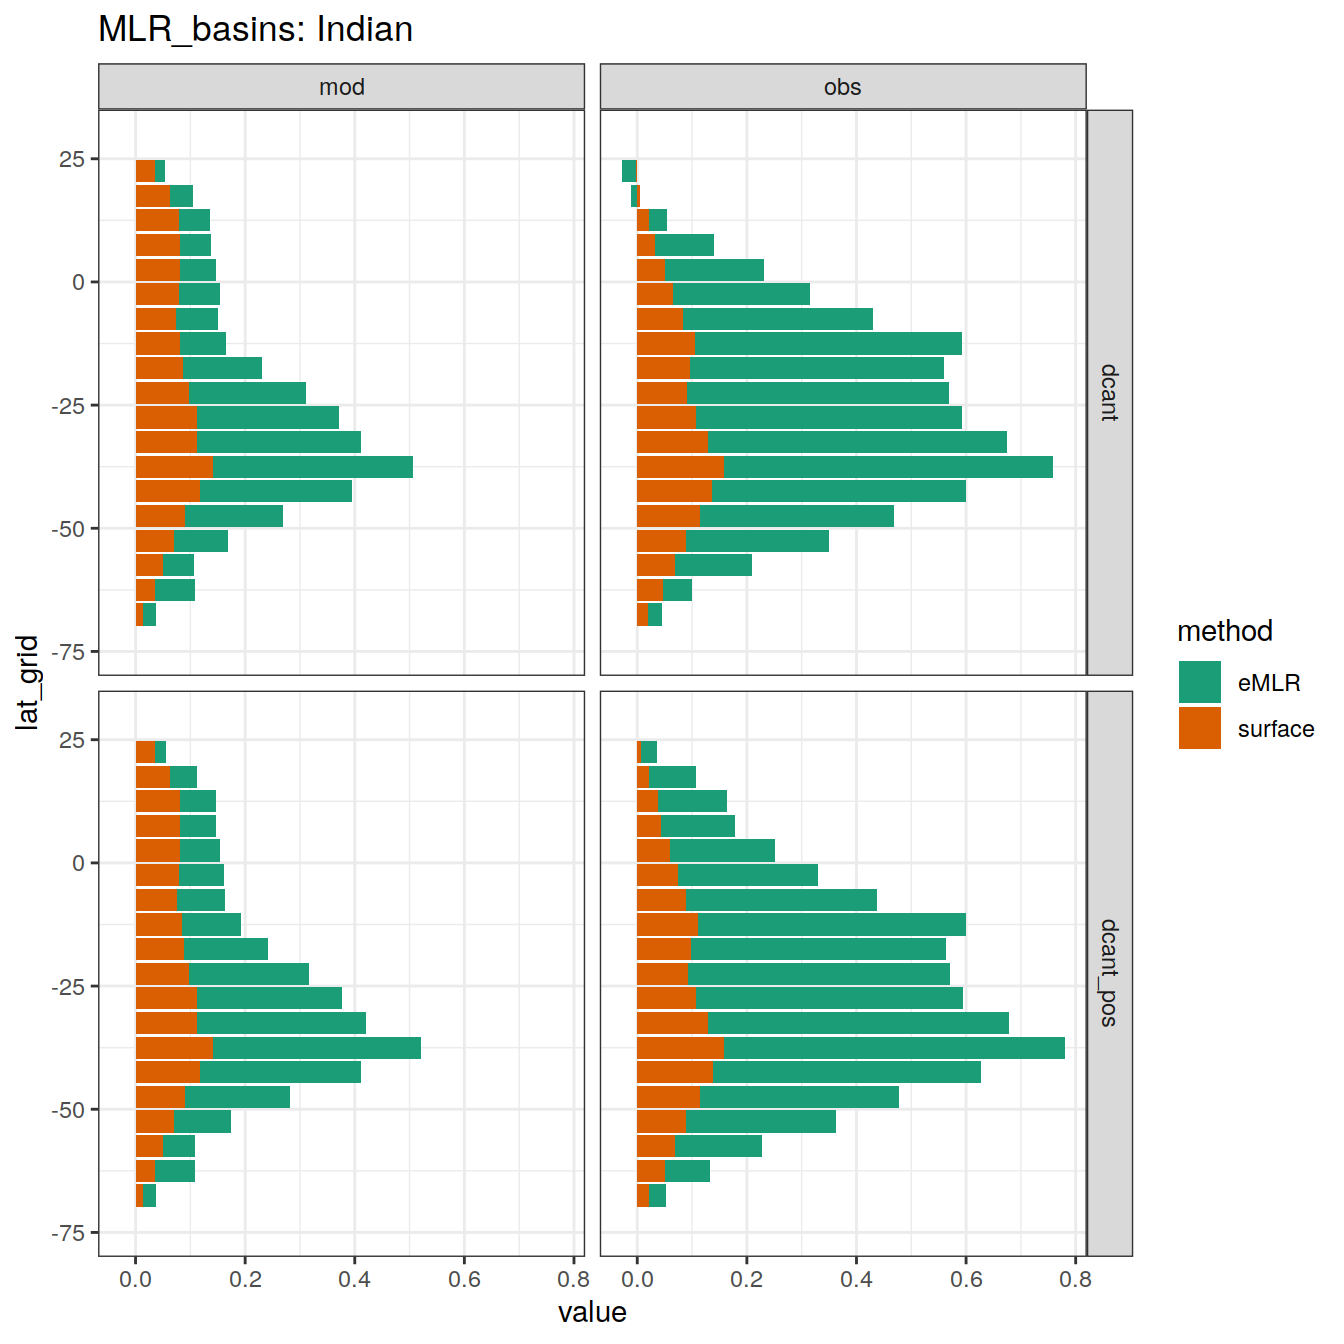 MLR_basins: Indian
mod
obs
25
0
-25
-50
-75
dcant
25
0
-25
-50
-75
dcant_pos
lat_grid
0.0 0.2 0.4 0.6 0.8
0.0 0.2 0.4 0.6 0.8
value
method
eMLR
surface